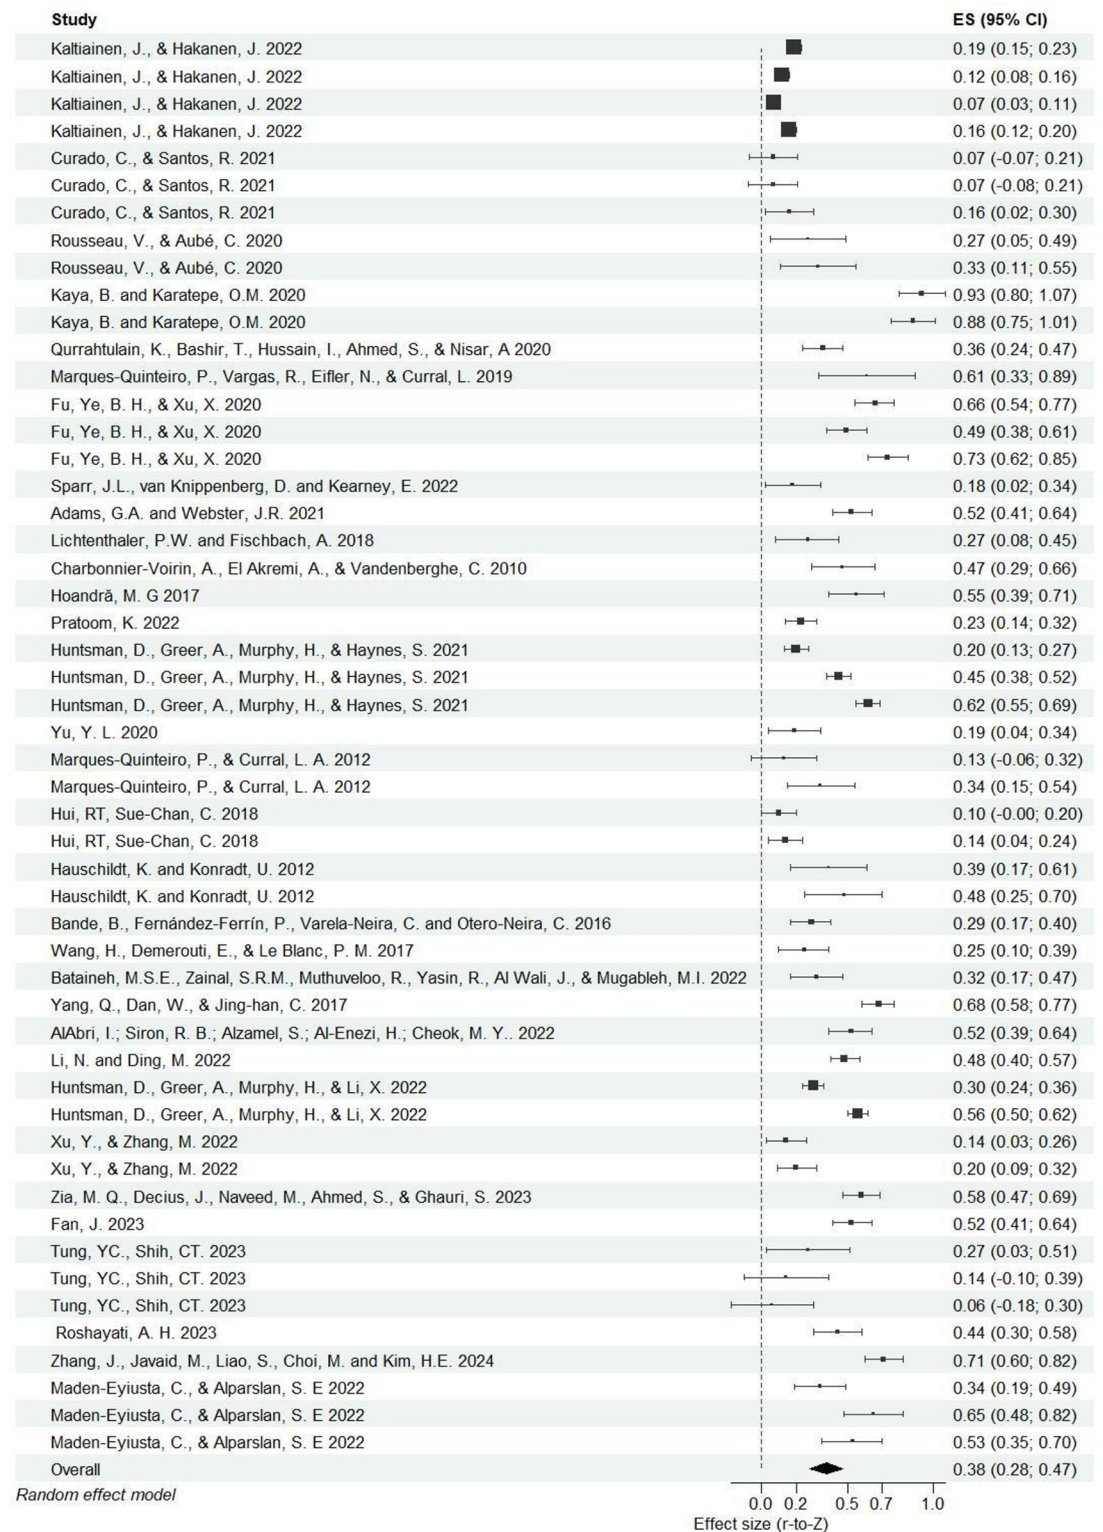 Study ES (95% CI)
Kaltiainen, J., & Hakanen, J. 2022 0.19 (0.15; 0.23)
Kaltiainen, J., & Hakanen, J. 2022 0.12 (0.08; 0.16)
Kaltiainen, J., & Hakanen, J. 2022 0.07 (0.03; 0.11)
Kaltiainen, J., & Hakanen, J. 2022 0.16 (0.12; 0.20)
Curado, C., & Santos, R. 2021 0.07 (-0.07; 0.21)
Curado, C., & Santos, R. 2021 0.07 (-0.08; 0.21)
Curado, C., & Santos, R. 2021 0.16 (0.02; 0.30)
Rousseau, V., & Aubé, C. 2020 0.27 (0.05; 0.49)
Rousseau, V., & Aubé, C. 2020 0.33 (0.11; 0.55)
Kaya, B. and Karatepe, O.M. 2020 0.93 (0.80; 1.07)
Kaya, B. and Karatepe, O.M. 2020 0.88 (0.75; 1.01)
Qurrahtulain, K., Bashir, T., Hussain, I., Ahmed, S., & Nisar, A 2020 0.36 (0.24; 0.47)
Marques-Quinteiro, P., Vargas, R., Eifler, N., & Curral, L. 2019 0.61 (0.33; 0.89)
Fu, Ye, B. H., & Xu, X. 2020 0.66 (0.54; 0.77)
Fu, Ye, B. H., & Xu, X. 2020 0.49 (0.38; 0.61)
Fu, Ye, B. H., & Xu, X. 2020 0.73 (0.62; 0.85)
Sparr, J.L., van Knippenberg, D. and Kearney, E. 2022 0.18 (0.02; 0.34)
Adams, G.A. and Webster, J.R. 2021 0.52 (0.41; 0.64)
Lichtenthaler, P.W. and Fischbach, A. 2018 0.27 (0.08; 0.45)
Charbonnier-Voirin, A., El Akremi, A., & Vandenberghe, C. 2010 0.47 (0.29; 0.66)
Hoandră, M. G 2017 0.55 (0.39; 0.71)
Pratoom, K. 2022 0.23 (0.14; 0.32)
Huntsman, D., Greer, A., Murphy, H., & Haynes, S. 2021 0.20 (0.13; 0.27)
Huntsman, D., Greer, A., Murphy, H., & Haynes, S. 2021 0.45 (0.38; 0.52)
Huntsman, D., Greer, A., Murphy, H., & Haynes, S. 2021 0.62 (0.55; 0.69)
Yu, Y. L. 2020 0.19 (0.04; 0.34)
Marques-Quinteiro, P., & Curral, L. A. 2012 0.13 (-0.06; 0.32)
Marques-Quinteiro, P., & Curral, L. A. 2012 0.34 (0.15; 0.54)
Hui, RT, Sue-Chan, C. 2018 0.10 (-0.00; 0.20)
Hui, RT, Sue-Chan, C. 2018 0.14 (0.04; 0.24)
Hauschildt, K. and Konradt, U. 2012 0.39 (0.17; 0.61)
Hauschildt, K. and Konradt, U. 2012 0.48 (0.25; 0.70)
Bande, B., Fernández-Ferrín, P., Varela-Neira, C. and Otero-Neira, C. 2016 0.29 (0.17; 0.40)
Wang, H., Demerouti, E., & Le Blanc, P. M. 2017 0.25 (0.10; 0.39)
Bataineh, M.S.E., Zainal, S.R.M., Muthuveloo, R., Yasin, R., Al Wali, J., & Mugableh, M.I. 2022 0.32 (0.17; 0.47)
Yang, Q., Dan, W., & Jing-han, C. 2017 0.68 (0.58; 0.77)
AlAbri, I.; Siron, R. B.; Alzamel, S.; Al-Enezi, H.; Cheok, M. Y.. 2022 0.52 (0.39; 0.64)
Li, N. and Ding, M. 2022 0.48 (0.40; 0.57)
Huntsman, D., Greer, A., Murphy, H., & Li, X. 2022 0.30 (0.24; 0.36)
Huntsman, D., Greer, A., Murphy, H., & Li, X. 2022 0.56 (0.50; 0.62)
Xu, Y., & Zhang, M. 2022 0.14 (0.03; 0.26)
Xu, Y., & Zhang, M. 2022 0.20 (0.09; 0.32)
Zia, M. Q., Decius, J., Naveed, M., Ahmed, S., & Ghauri, S. 2023 0.58 (0.47; 0.69)
Fan, J. 2023 0.52 (0.41; 0.64)
Tung, YC., Shih, CT. 2023 0.27 (0.03; 0.51)
Tung, YC., Shih, CT. 2023 0.14 (-0.10; 0.39)
Tung, YC., Shih, CT. 2023 0.06 (-0.18; 0.30)
Roshayati, A. H. 2023 0.44 (0.30; 0.58)
Zhang, J., Javaid, M., Liao, S., Choi, M. and Kim, H.E. 2024 0.71 (0.60; 0.82)
Maden-Eyiusta, C., & Alparslan, S. E 2022 0.34 (0.19; 0.49)
Maden-Eyiusta, C., & Alparslan, S. E 2022 0.65 (0.48; 0.82)
Maden-Eyiusta, C., & Alparslan, S. E 2022 0.53 (0.35; 0.70)
Overall 0.38 (0.28; 0.47)
Random effect model
0.0 0.2 0.5 0.7 1.0
Effect size (r-to-Z)